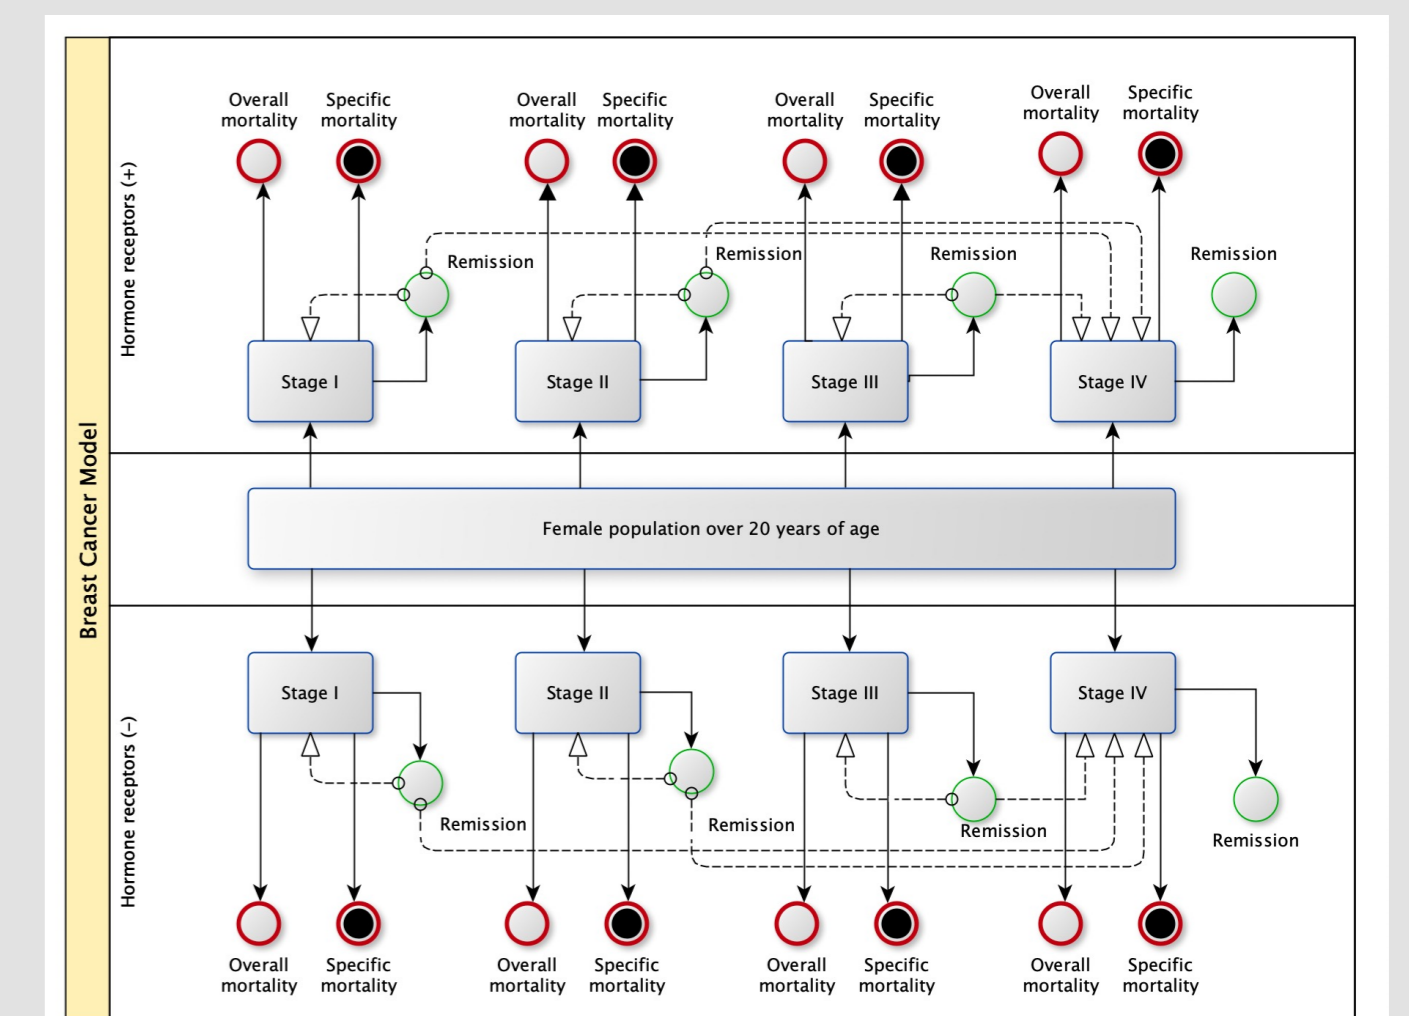 Breast Cancer Model
Hormone receptors (+)
Overall
mortality
Specific
mortality
Overall
mortality
Specific
mortality
Overall
mortality
Specific
mortality
Overall
mortality
Specific
mortality
Remission
Remission
Remission
Remission
Stage I
Stage II
Stage III
Stage IV
Female population over 20 years of age
Hormone receptors (–)
Stage I
Stage II
Stage III
Stage IV
Remission
Remission
Remission
Remission
Overall
mortality
Specific
mortality
Overall
mortality
Specific
mortality
Overall
mortality
Specific
mortality
Overall
mortality
Specific
mortality